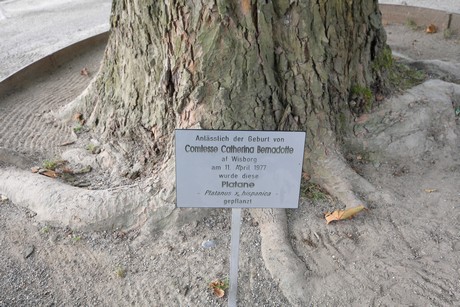 Anlässlich der Geburt von
Comtesse Catherina Bernadotte
af Wisborg
am 11. April 1977
wurde diese
Platane
- Platanus x hispanica -
gepflanzt